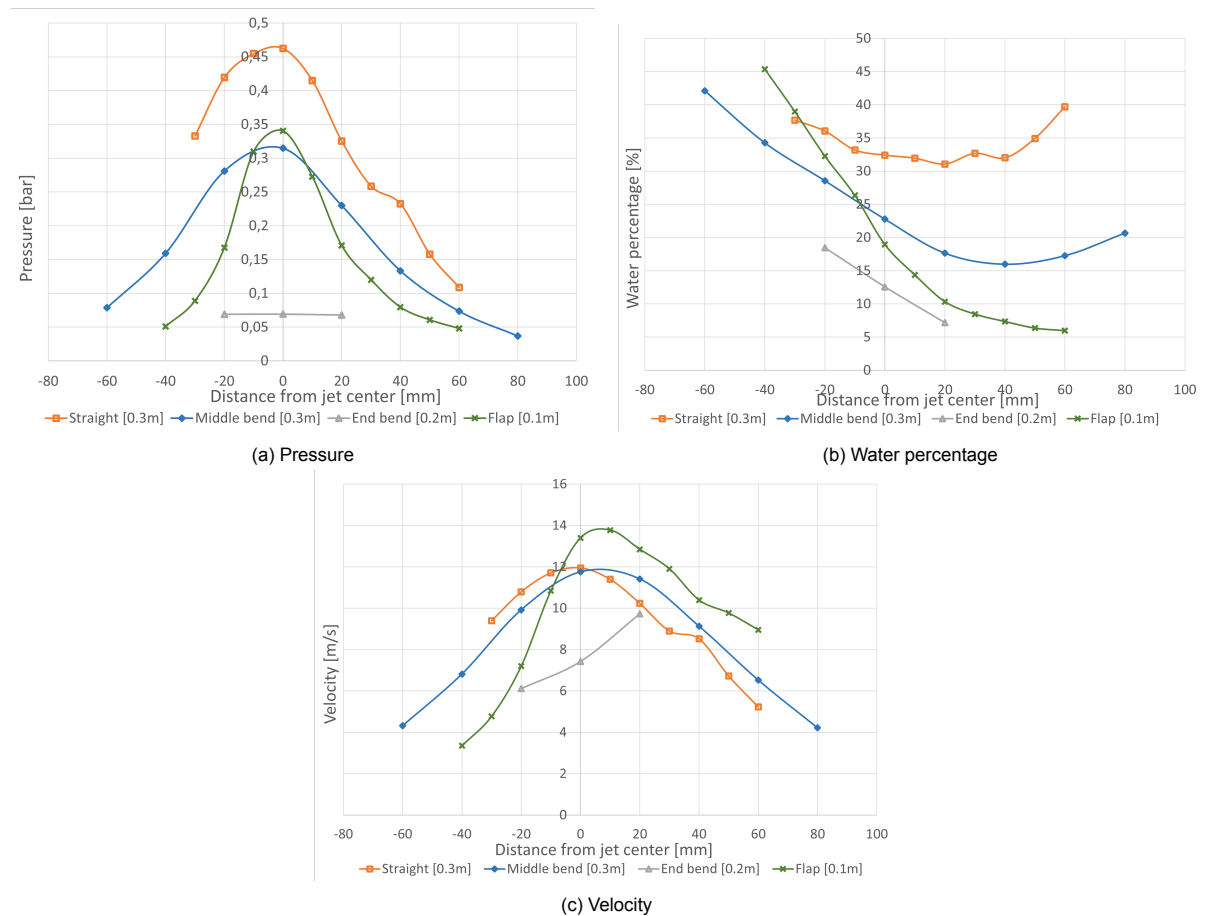 0,5
0,45
0,4
0,35
0,3
0,25
0,2
0,15
0,1
0,05
0
Pressure [bar]
-80 -60 -40 -20 0 20 40 60 80 100
Distance from jet center [mm]
Straight [0.3m] Middle bend [0.3m] End bend [0.2m] Flap [0.1m]
(a) Pressure
50
45
40
35
30
25
20
15
10
5
0
Water percentage [%]
-80 -60 -40 -20 0 20 40 60 80 100
Distance from jet center [mm]
Straight [0.3m] Middle bend [0.3m] End bend [0.2m] Flap [0.1m]
(b) Water percentage
16
14
12
10
8
6
4
2
0
Velocity [m/s]
-80 -60 -40 -20 0 20 40 60 80 100
Distance from jet center [mm]
Straight [0.3m] Middle bend [0.3m] End bend [0.2m] Flap [0.1m]
(c) Velocity